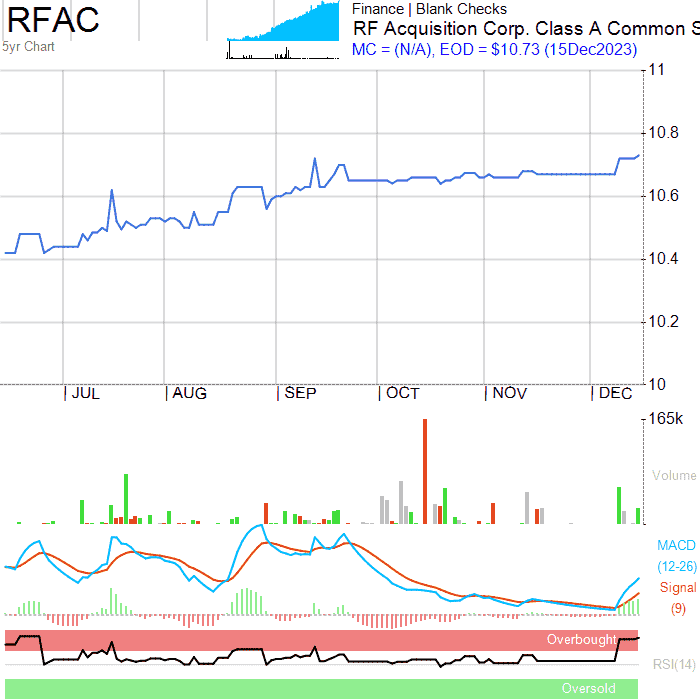 RFAC
5yr Chart
Finance | Blank Checks
RF Acquisition Corp. Class A Common S
MC = (N/A), EOD = $10.73 (15Dec2023)
11
10.8
10.6
10.4
10.2
10
JUL
AUG
SEP
OCT
NOV
DEC
165k
Volume
MACD
(12-26)
Signal
(9)
Overbought
RSI(14)
Oversold